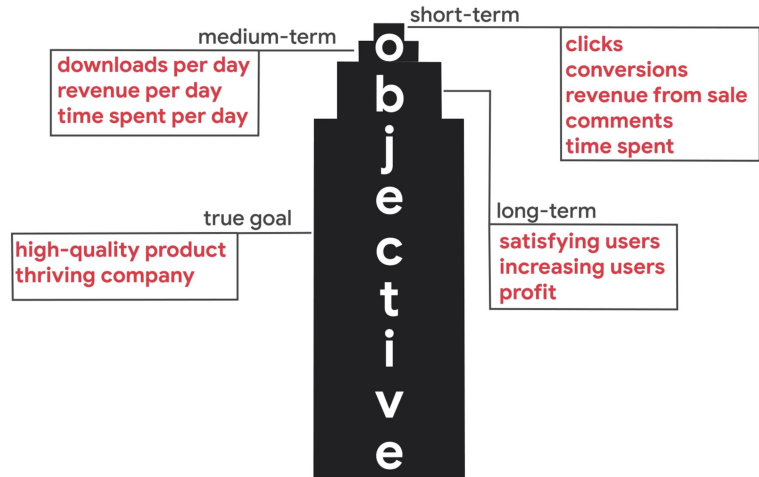 short-term
clicks
conversions
revenue from sale
comments
time spent
medium-term
downloads per day
revenue per day
time spent per day
objective
long-term
satisfying users
increasing users
profit
true goal
high-quality product
thriving company